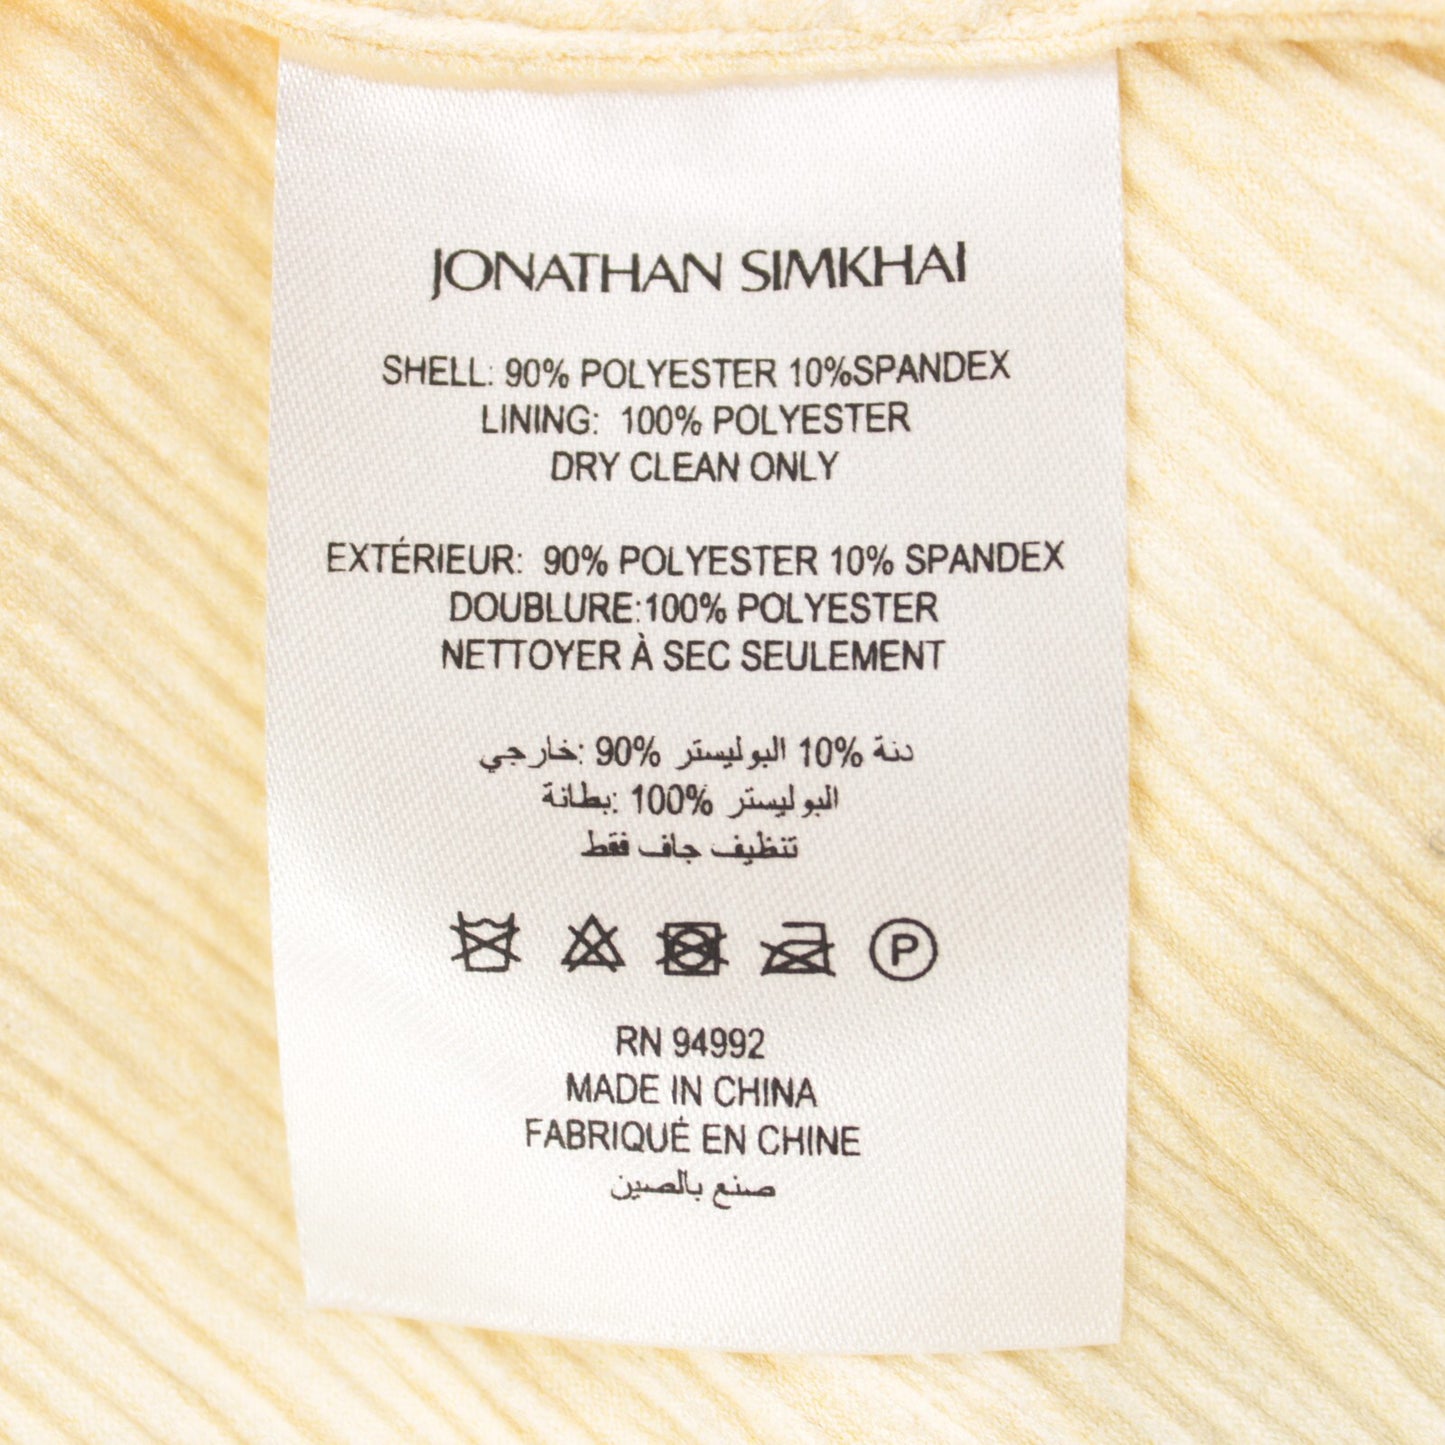 JONATHAN SIMKHAI
SHELL: 90% POLYESTER 10%SPANDEX
LINING: 100% POLYESTER
DRY CLEAN ONLY
EXTÉRIEUR: 90% POLYESTER 10% SPANDEX
DOUBLURE:100% POLYESTER
NETTOYER À SEC SEULEMENT
خارجي: 90% البوليستر 10% دنة
بطانة: 100% البوليستر
تنظيف جاف فقط
P
RN 94992
MADE IN CHINA
FABRIQUÉ EN CHINE
صنع بالصين